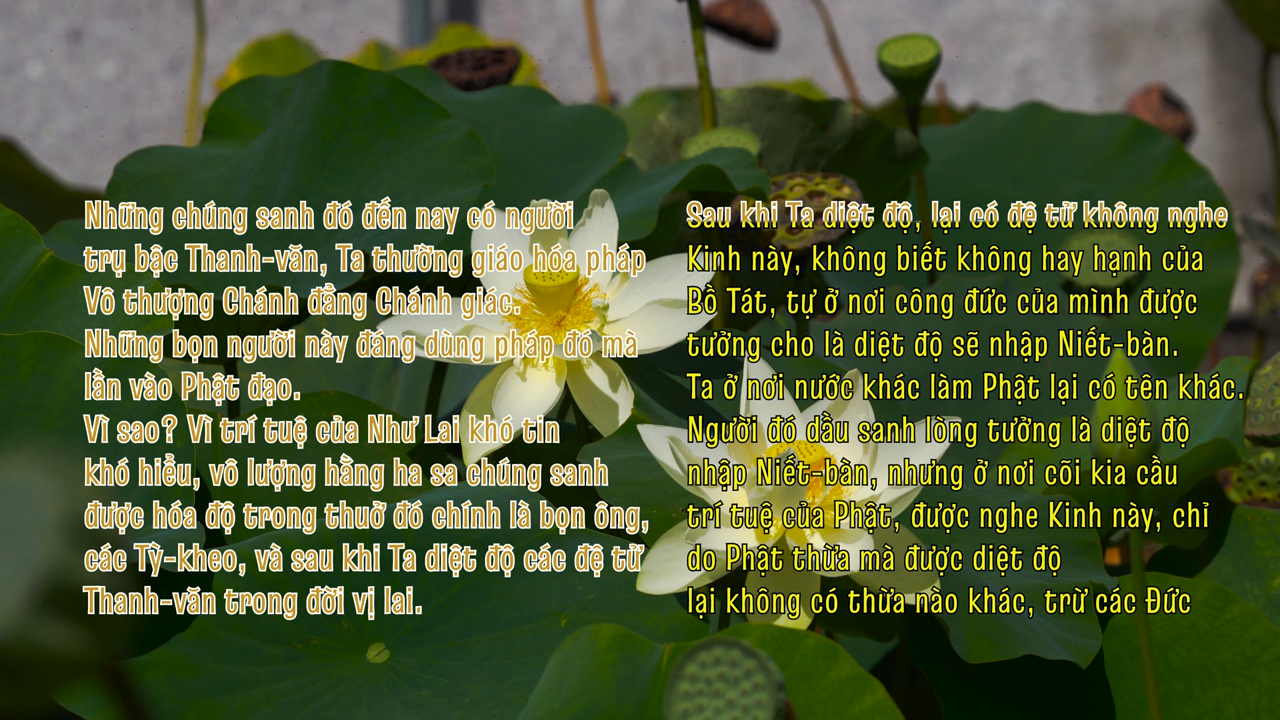 Những chúng sanh đó đến nay có người
trụ bậc Thanh-văn, Ta thường giáo hóa pháp
Vô thượng Chánh đẳng Chánh giác.
Những bọn người này đáng dùng pháp đó mà
lần vào Phật đạo.
Vì sao? Vì trí tuệ của Như Lai khó tin
khó hiểu, vô lượng hằng ha sa chúng sanh
được hóa độ trong thuở đó chính là bọn ông,
các Tỳ-kheo, và sau khi Ta diệt độ các đệ tử
Thanh-văn trong đời vị lai.
Sau khi Ta diệt độ, lại có đệ tử không nghe
Kinh này, không biết không hay hạnh của
Bồ Tát, tự ở nơi công đức của mình được
tưởng cho là diệt độ sẽ nhập Niết-bàn.
Ta ở nơi nước khác làm Phật lại có tên khác.
Người đó dầu sanh lòng tưởng là diệt độ
nhập Niết-bàn, nhưng ở nơi cõi kia cầu
trí tuệ của Phật, được nghe Kinh này, chỉ
do Phật thừa mà được diệt độ
lại không có thừa nào khác, trừ các Đức